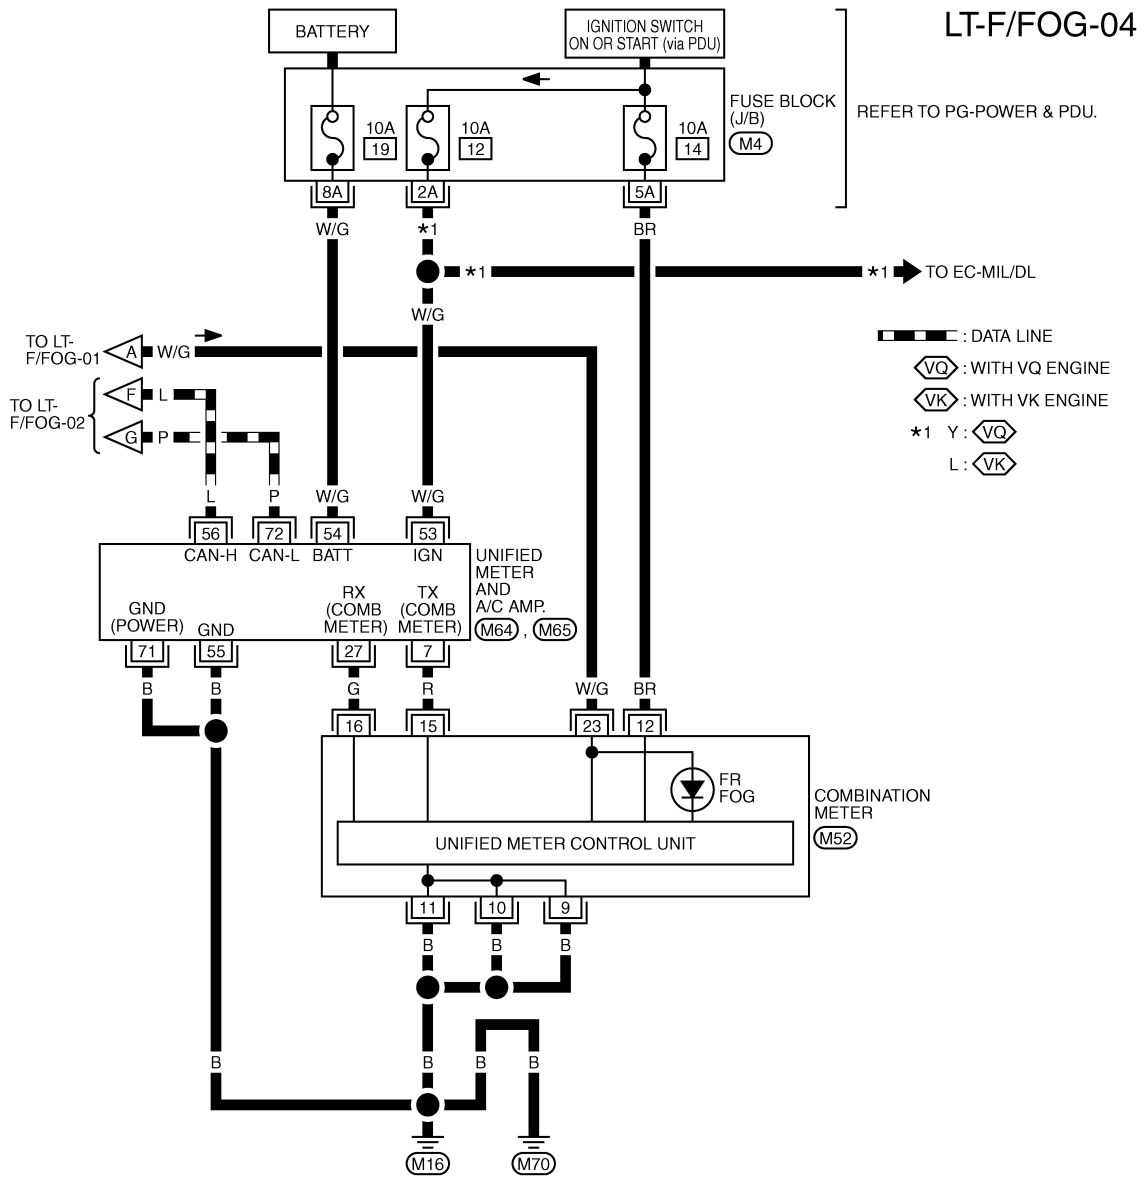 LT-F/FOG-04
BATTERY
IGNITION SWITCH
ON OR START (via PDU)
FUSE BLOCK
(J/B)
M4
REFER TO PG-POWER & PDU.
10A
19
10A
12
10A
14
8A
2A
5A
W/G
*1
BR
*1
*1
TO EC-MIL/DL
W/G
TO LT-
F/FOG-01
A
W/G
: DATA LINE
VQ
: WITH VQ ENGINE
VK
: WITH VK ENGINE
*1 Y : VQ
L : VK
TO LT-
F/FOG-02
F
L
G
P
L
P
W/G
W/G
56
72
54
53
CAN-H
CAN-L
BATT
IGN
UNIFIED
METER
AND
A/C AMP.
M64 , M65
GND
(POWER)
GND
RX
(COMB
METER)
TX
(COMB
METER)
71
55
27
7
B
B
G
R
W/G
BR
16
15
23
12
FR
FOG
COMBINATION
METER
M52
UNIFIED METER CONTROL UNIT
11
10
9
B
B
B
B
B
B
B
M16
M70